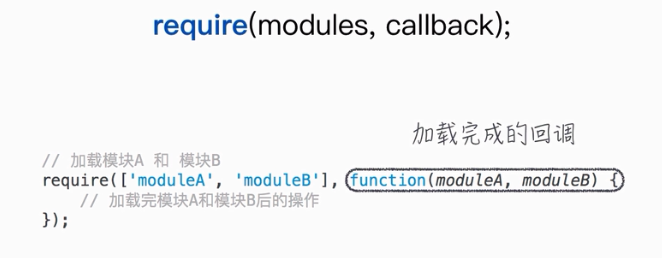 require(modules, callback);
加载完成的回调
// 加载模块A 和 模块B
require(['moduleA', 'moduleB'], function(moduleA, moduleB) {
// 加载完模块A和模块B后的操作
});